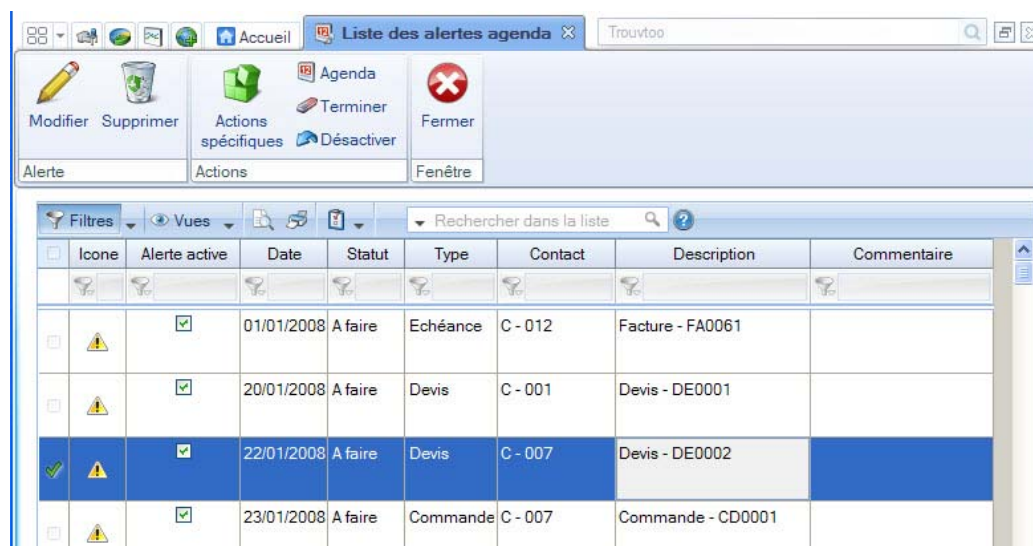 Accueil Liste des alertes agenda Trouvtoo
Agenda
Terminer
Modifier Supprimer Actions spécifiques Désactiver Fermer
Alerte Actions Fenêtre
Filtres Vues Rechercher dans la liste
Icone Alerte active Date Statut Type Contact Description Commentaire
01/01/2008 A faire Echéance C - 012 Facture - FA0061
20/01/2008 A faire Devis C - 001 Devis - DE0001
22/01/2008 A faire Devis C - 007 Devis - DE0002
23/01/2008 A faire Commande C - 007 Commande - CD0001